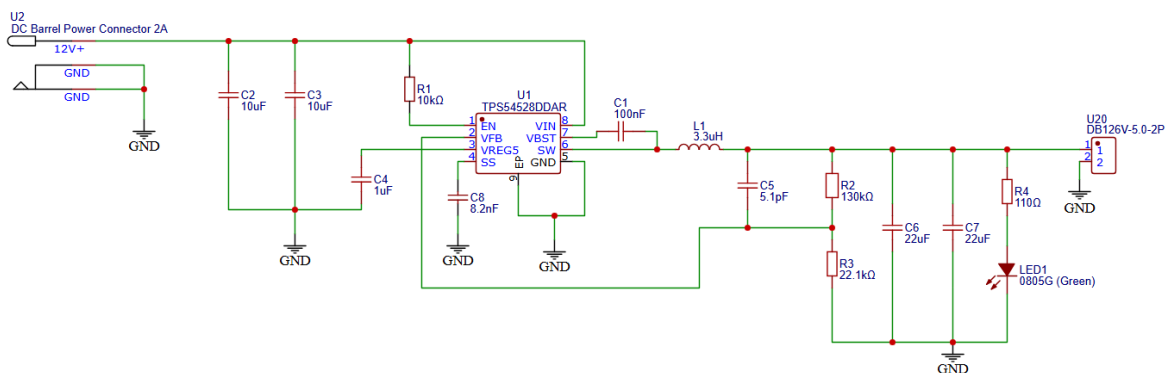 U2
DC Barrel Power Connector 2A
12V+
GND
GND
GND
C2
10uF
C3
10uF
GND
R1
10kΩ
C4
1uF
U1
TPS54528DDAR
1 EN
2 VFB
3 VREG5
4 SS
VIN 8
VBST 7
SW 6
GND 5
EP
9
C8
8.2nF
GND
GND
C1
100nF
L1
3.3uH
C5
5.1pF
R2
130kΩ
R3
22.1kΩ
C6
22uF
C7
22uF
R4
110Ω
LED1
0805G (Green)
GND
U20
DB126V-5.0-2P
1 1
2 2
GND